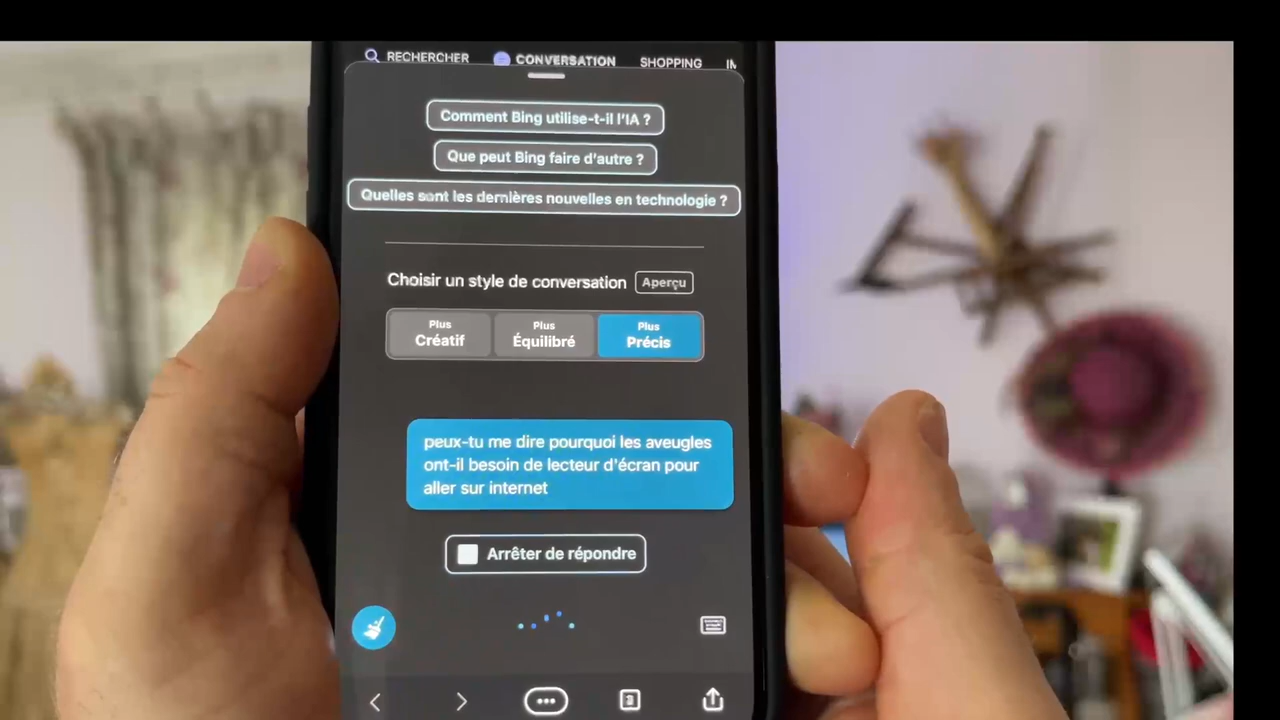 RECHERCHER CONVERSATION SHOPPING
Comment Bing utilise-t-il l'IA ?
Que peut Bing faire d'autre ?
Quelles sont les dernières nouvelles en technologie ?
Choisir un style de conversation Aperçu
Plus Plus Plus
Créatif Équilibré Précis
peux-tu me dire pourquoi les aveugles
ont-il besoin de lecteur d'écran pour
aller sur internet
Arrêter de répondre